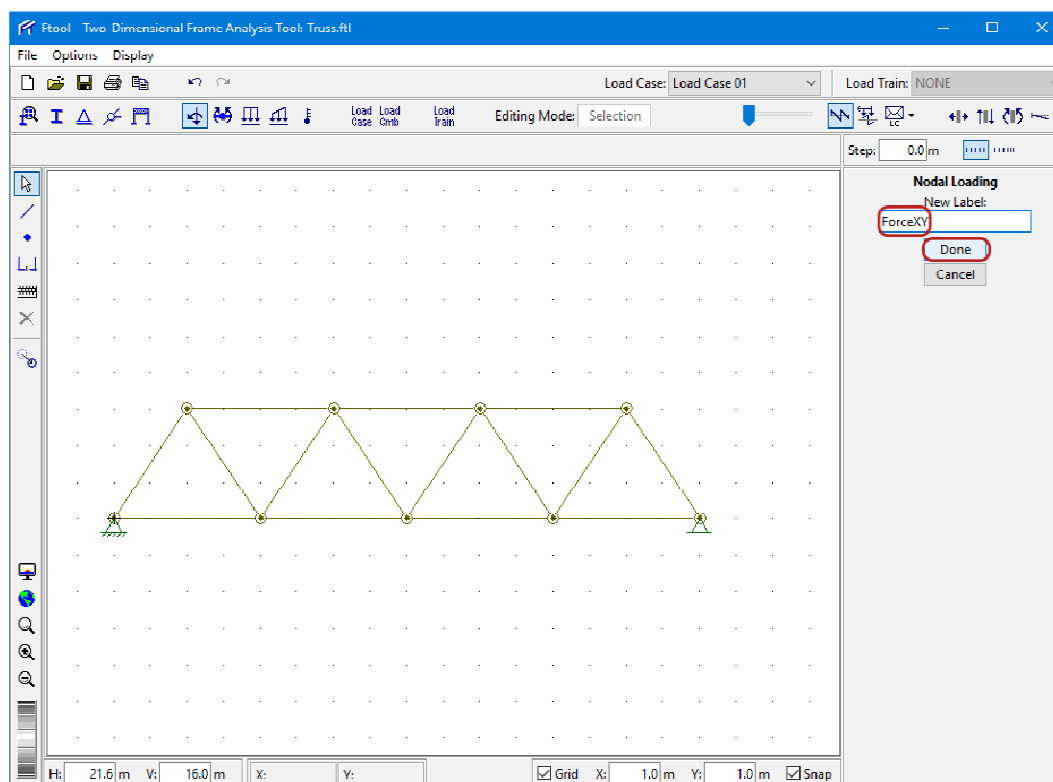 Ftool - Two-Dimensional Frame Analysis Tool: Truss.ftl
File Options Display
Load Case: Load Case 01 Load Train: NONE
Load Case Load Cmb Load Train Editing Mode: Selection LC
Step: 0.0 m
Nodal Loading
New Label:
ForceXY
Done
Cancel
H: 21.6 m V: 16.0 m X: Y: Grid X: 1.0 m Y: 1.0 m Snap